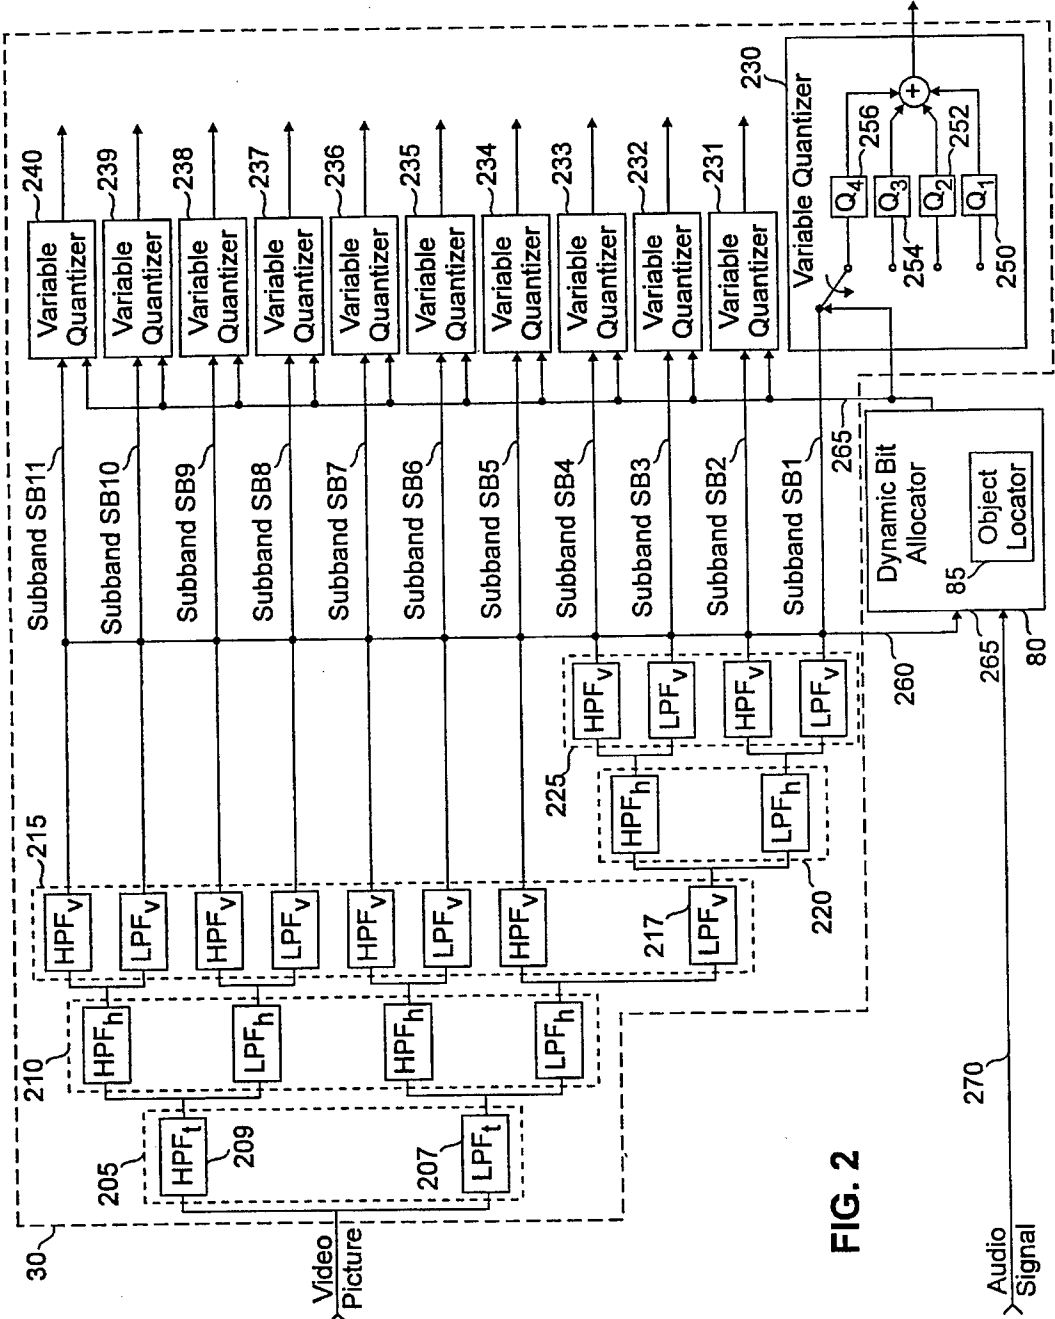 30
Video
Picture
205
HPFt
209
207
LPFt
210
HPFh
LPFh
HPFh
LPFh
215
HPFv
LPFv
HPFv
LPFv
HPFv
LPFv
HPFv
217
LPFv
220
HPFh
LPFh
225
HPFv
LPFv
HPFv
LPFv
260
Subband SB11
Subband SB10
Subband SB9
Subband SB8
Subband SB7
Subband SB6
Subband SB5
Subband SB4
Subband SB3
Subband SB2
Subband SB1
Variable
Quantizer
240
Variable
Quantizer
239
Variable
Quantizer
238
Variable
Quantizer
237
Variable
Quantizer
236
Variable
Quantizer
235
Variable
Quantizer
234
Variable
Quantizer
233
Variable
Quantizer
232
Variable
Quantizer
231
230
Variable Quantizer
Q4
256
Q3
254
Q2
252
Q1
250
+
265
Dynamic Bit
Allocator
85
Object
Locator
265
80
270
Audio
Signal
FIG. 2